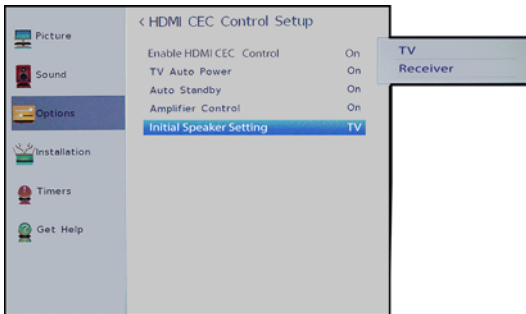 < HDMI CEC Control Setup
Picture
Sound
Options
Installation
Timers
Get Help
Enable HDMI CEC Control On
TV Auto Power On
Auto Standby On
Amplifier Control On
Initial Speaker Setting TV
TV
Receiver